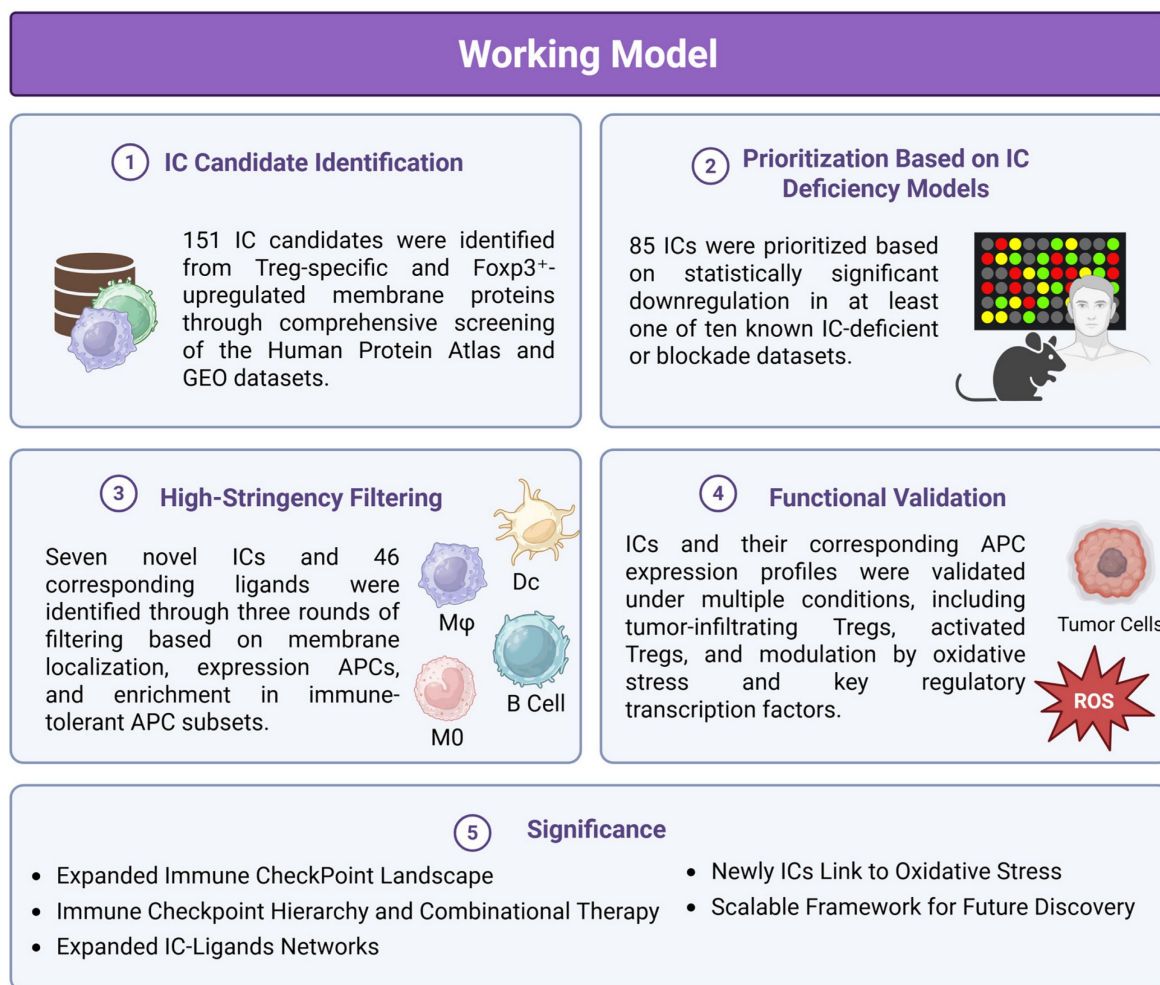 Working Model
1 IC Candidate Identification
151 IC candidates were identified
from Treg-specific and Foxp3⁺-
upregulated membrane proteins
through comprehensive screening
of the Human Protein Atlas and
GEO datasets.
2 Prioritization Based on IC
Deficiency Models
85 ICs were prioritized based
on statistically significant
downregulation in at least
one of ten known IC-deficient
or blockade datasets.
3 High-Stringency Filtering
Seven novel ICs and 46
corresponding ligands were
identified through three rounds of
filtering based on membrane
localization, expression APCs,
and enrichment in immune-
tolerant APC subsets.
Dc
Mφ
B Cell
M0
4 Functional Validation
ICs and their corresponding APC
expression profiles were validated
under multiple conditions, including
tumor-infiltrating Tregs, activated
Tregs, and modulation by oxidative
stress and key regulatory
transcription factors.
Tumor Cells
ROS
5 Significance
• Expanded Immune CheckPoint Landscape
• Immune Checkpoint Hierarchy and Combinational Therapy
• Expanded IC-Ligands Networks
• Newly ICs Link to Oxidative Stress
• Scalable Framework for Future Discovery